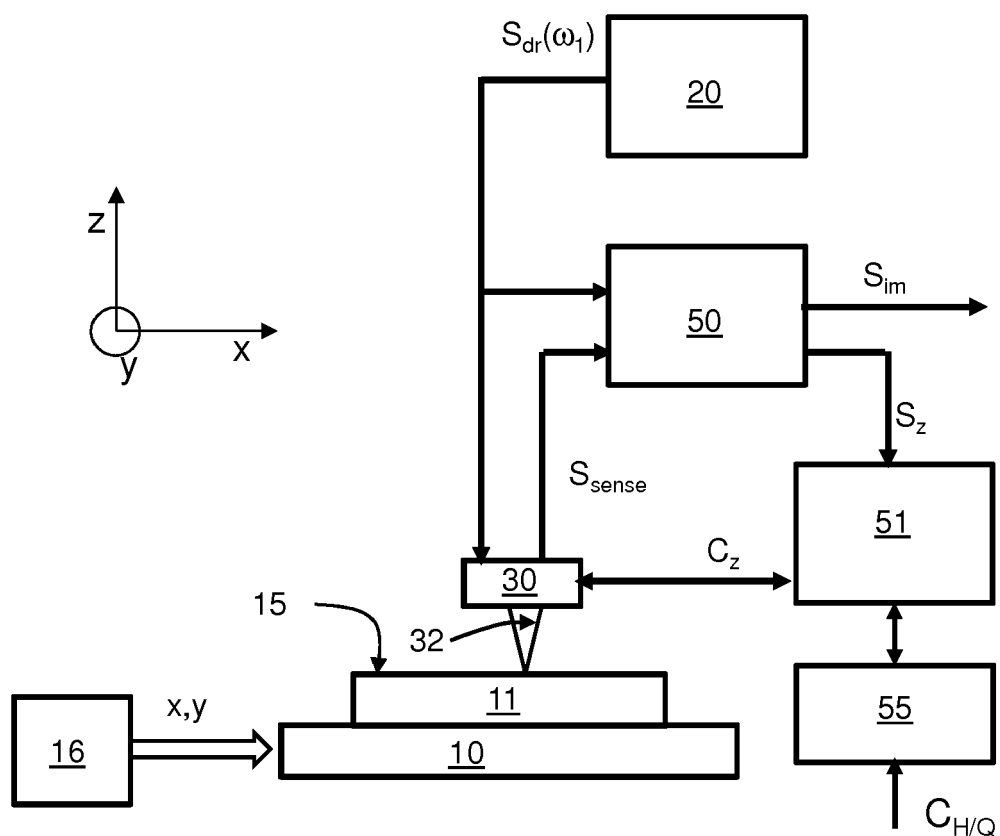 S_dr(ω_1)
20
z
x
y
50
S_im
S_z
S_sense
51
C_z
30
15
32
11
55
x,y
16
10
C_H/Q